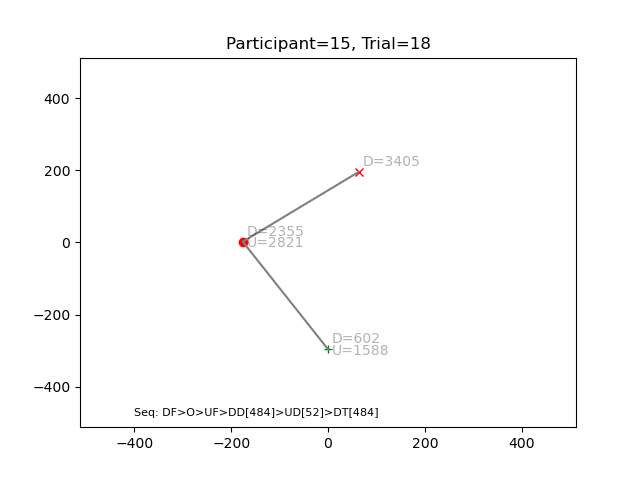 Participant=15, Trial=18
400
200
0
−200
−400
D=3405
D=2355
U=2821
D=602
U=1588
Seq: DF>O>UF>DD[484]>UD[52]>DT[484]
−400 −200 0 200 400